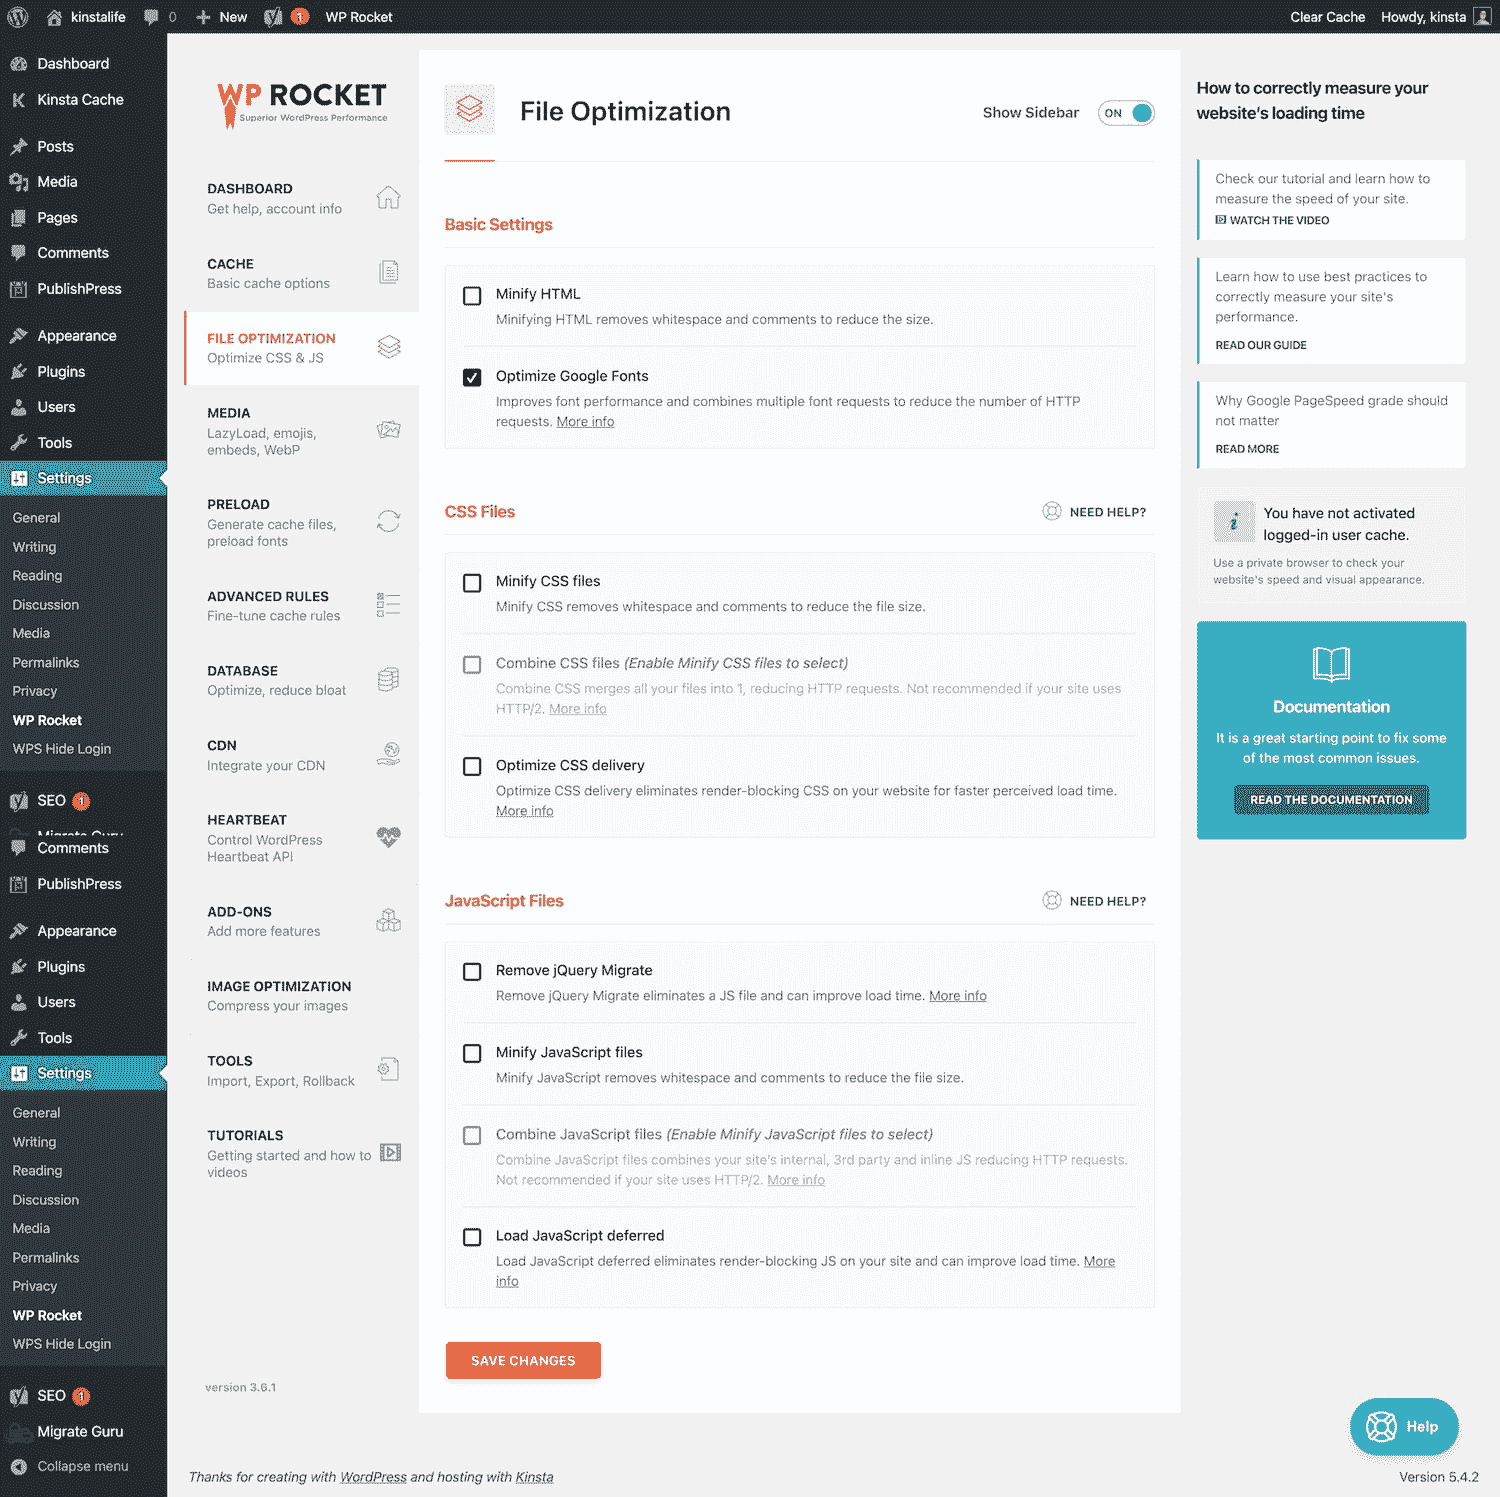 kinstalife 0 New 1 WP Rocket Clear Cache Howdy, kinsta
Dashboard
Kinsta Cache
Posts
Media
Pages
Comments
PublishPress
Appearance
Plugins
Users
Tools
Settings
General
Writing
Reading
Discussion
Media
Permalinks
Privacy
WP Rocket
WPS Hide Login
SEO 1
Migrate Guru
Comments
PublishPress
Appearance
Plugins
Users
Tools
Settings
General
Writing
Reading
Discussion
Media
Permalinks
Privacy
WP Rocket
WPS Hide Login
SEO 1
Migrate Guru
Collapse menu
WP ROCKET
Superior WordPress Performance
DASHBOARD
Get help, account info
CACHE
Basic cache options
FILE OPTIMIZATION
Optimize CSS & JS
MEDIA
LazyLoad, emojis,
embeds, WebP
PRELOAD
Generate cache files,
preload fonts
ADVANCED RULES
Fine-tune cache rules
DATABASE
Optimize, reduce bloat
CDN
Integrate your CDN
HEARTBEAT
Control WordPress
Heartbeat API
ADD-ONS
Add more features
IMAGE OPTIMIZATION
Compress your images
TOOLS
Import, Export, Rollback
TUTORIALS
Getting started and how to
videos
version 3.6.1
File Optimization
Show Sidebar ON
Basic Settings
Minify HTML
Minifying HTML removes whitespace and comments to reduce the size.
Optimize Google Fonts
Improves font performance and combines multiple font requests to reduce the number of HTTP
requests. More info
CSS Files
NEED HELP?
Minify CSS files
Minify CSS removes whitespace and comments to reduce the file size.
Combine CSS files (Enable Minify CSS files to select)
Combine CSS merges all your files into 1, reducing HTTP requests. Not recommended if your site uses
HTTP/2. More info
Optimize CSS delivery
Optimize CSS delivery eliminates render-blocking CSS on your website for faster perceived load time.
More info
JavaScript Files
NEED HELP?
Remove jQuery Migrate
Remove jQuery Migrate eliminates a JS file and can improve load time. More info
Minify JavaScript files
Minify JavaScript removes whitespace and comments to reduce the file size.
Combine JavaScript files (Enable Minify JavaScript files to select)
Combine JavaScript files combines your site's internal, 3rd party and inline JS reducing HTTP requests.
Not recommended if your site uses HTTP/2. More info
Load JavaScript deferred
Load JavaScript deferred eliminates render-blocking JS on your site and can improve load time. More
info
SAVE CHANGES
How to correctly measure your
website's loading time
Check our tutorial and learn how to
measure the speed of your site.
WATCH THE VIDEO
Learn how to use best practices to
correctly measure your site's
performance.
READ OUR GUIDE
Why Google PageSpeed grade should
not matter
READ MORE
You have not activated
logged-in user cache.
Use a private browser to check your
website's speed and visual appearance.
Documentation
It is a great starting point to fix some
of the most common issues.
READ THE DOCUMENTATION
Help
Thanks for creating with WordPress and hosting with Kinsta
Version 5.4.2